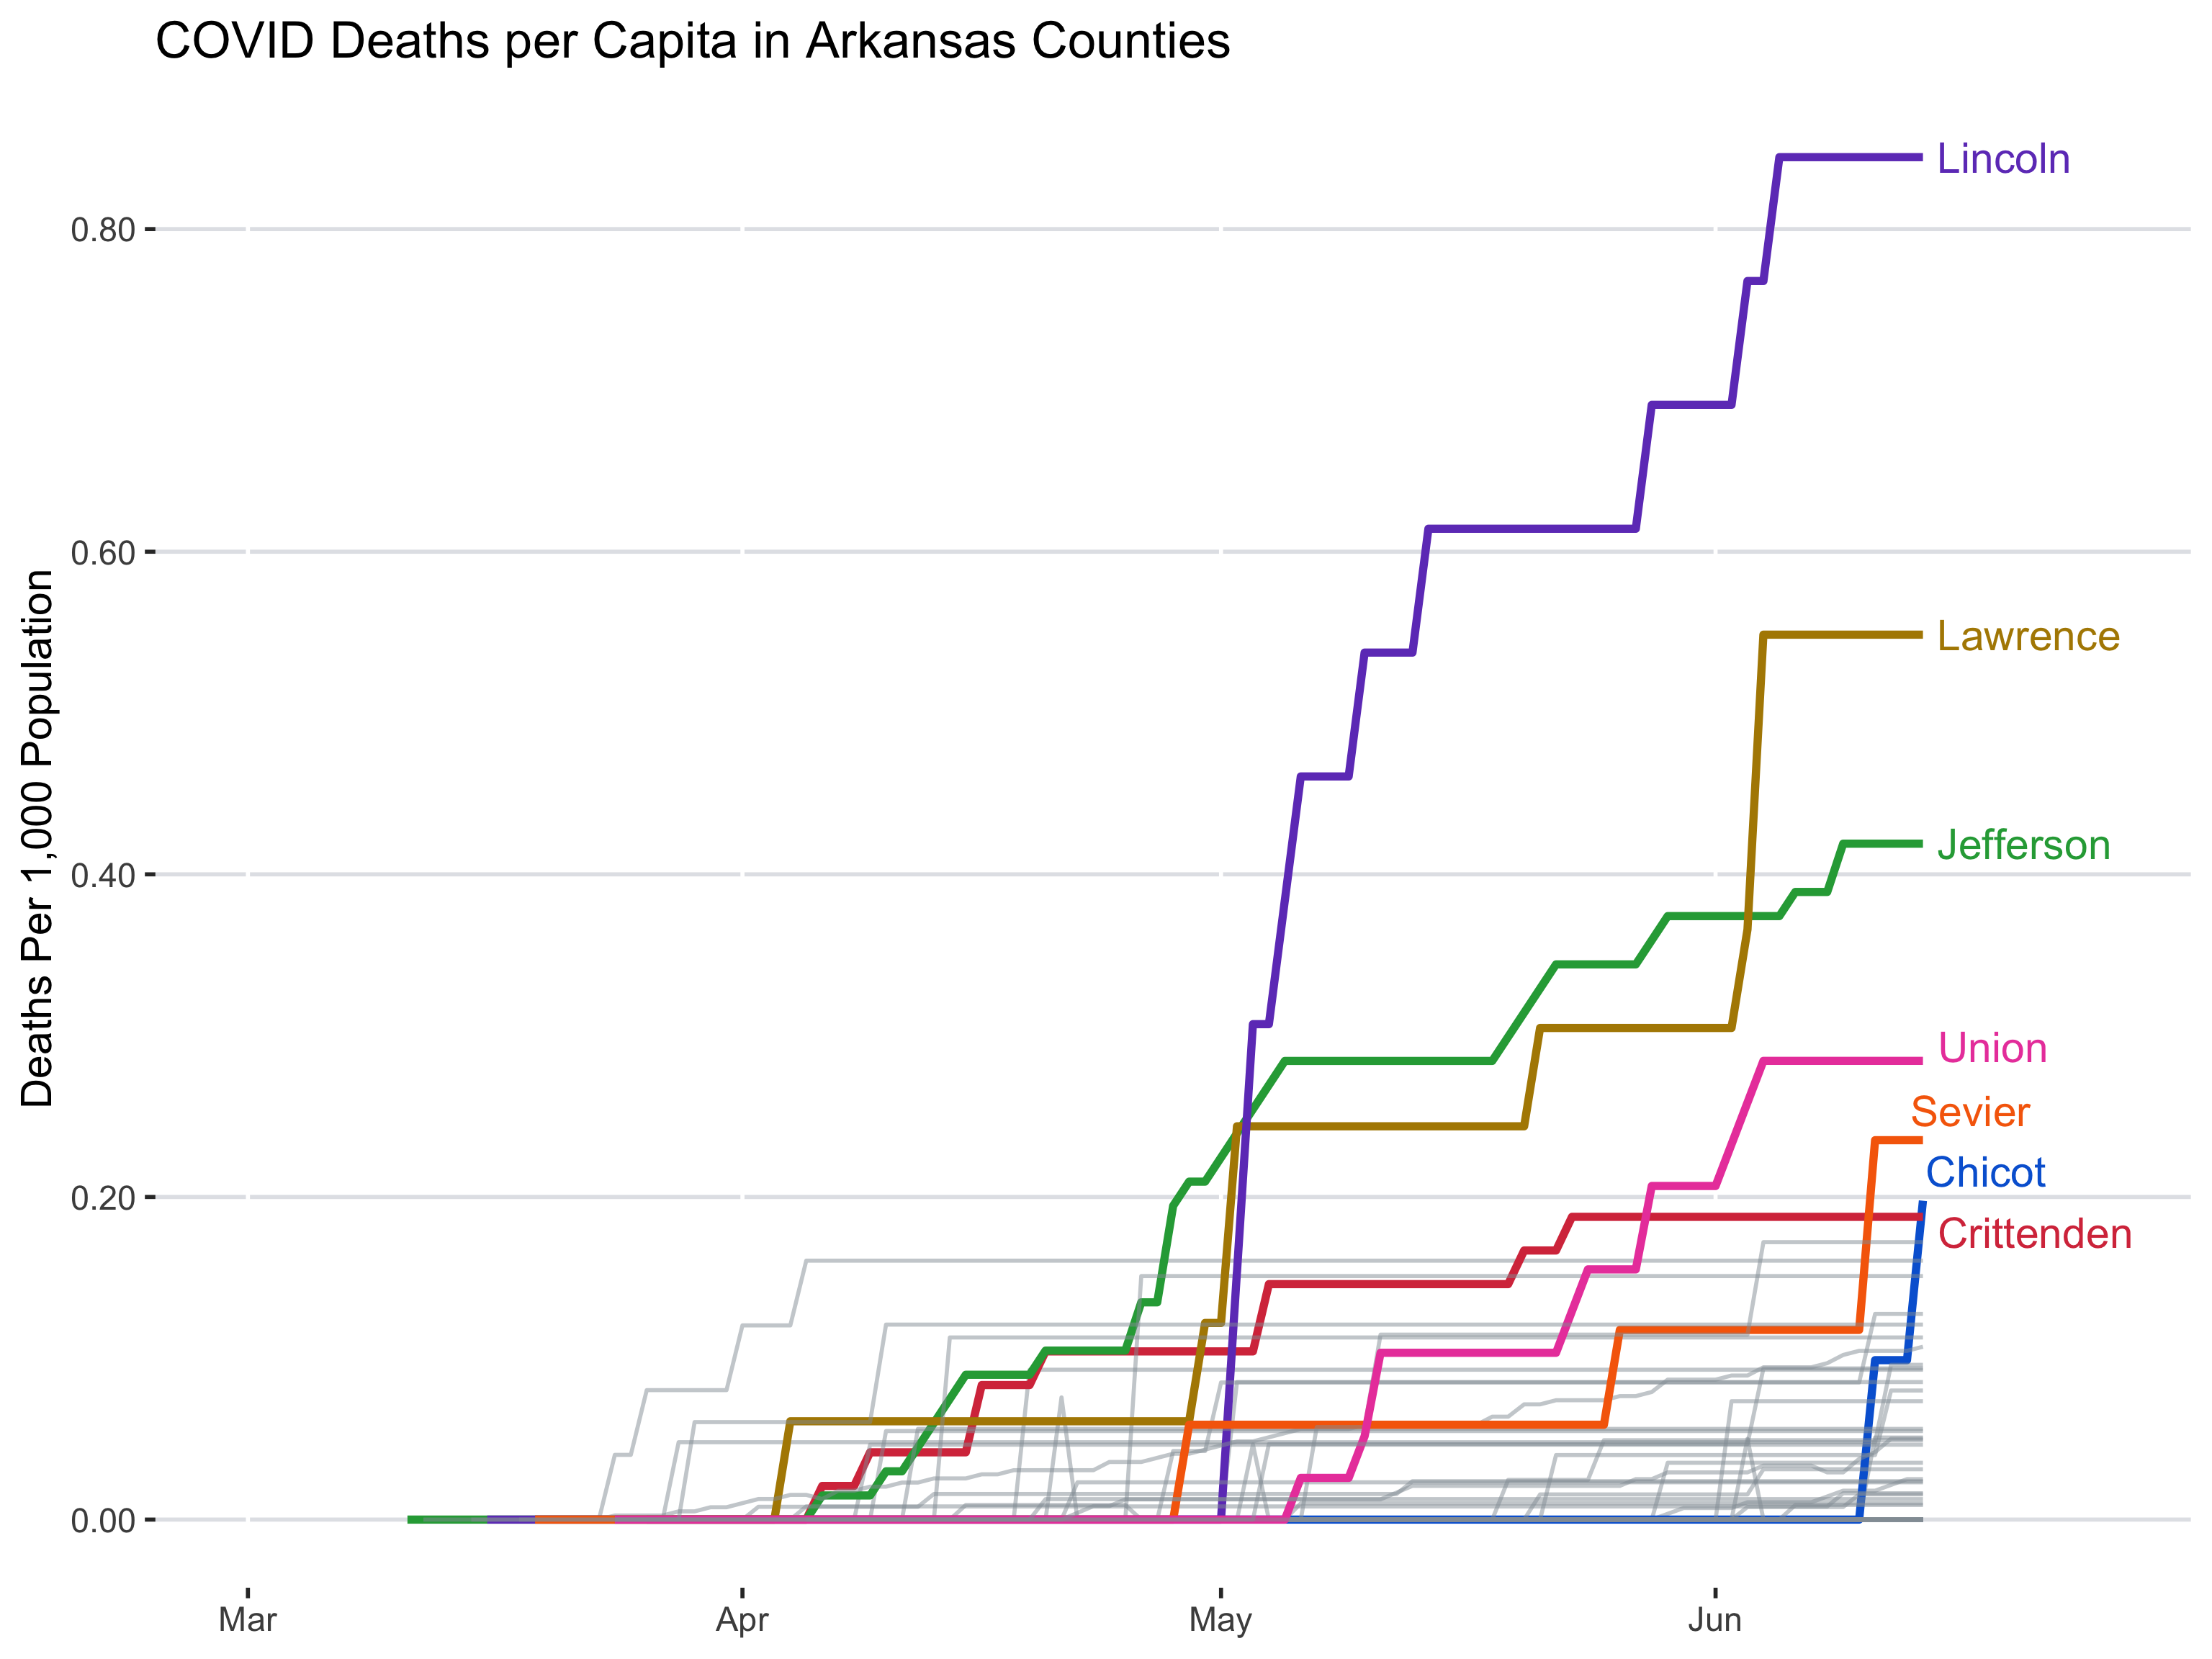 COVID Deaths per Capita in Arkansas Counties
Deaths Per 1,000 Population
0.80
0.60
0.40
0.20
0.00
Lincoln
Lawrence
Jefferson
Union
Sevier
Chicot
Crittenden
Mar
Apr
May
Jun